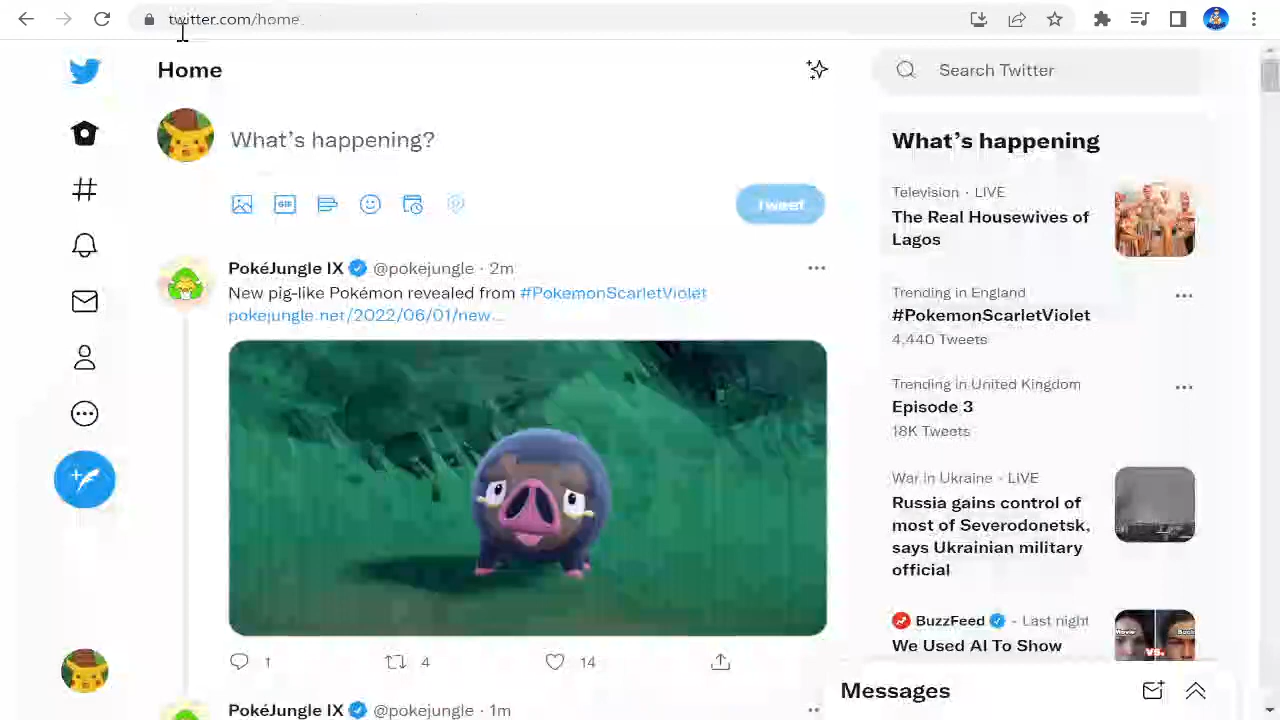 twitter.com/home
Home
What's happening?
GIF
Tweet
PokéJungle IX @pokejungle · 2m
New pig-like Pokémon revealed from #PokemonScarletViolet
pokejungle.net/2022/06/01/new…
1
4
14
PokéJungle IX @pokejungle · 1m
Search Twitter
What's happening
Television · LIVE
The Real Housewives of
Lagos
Trending in England
#PokemonScarletViolet
4,440 Tweets
Trending in United Kingdom
Episode 3
18K Tweets
War in Ukraine · LIVE
Russia gains control of
most of Severodonetsk,
says Ukrainian military
official
BuzzFeed · Last night
We Used AI To Show
Movie
VS.
Book
Messages